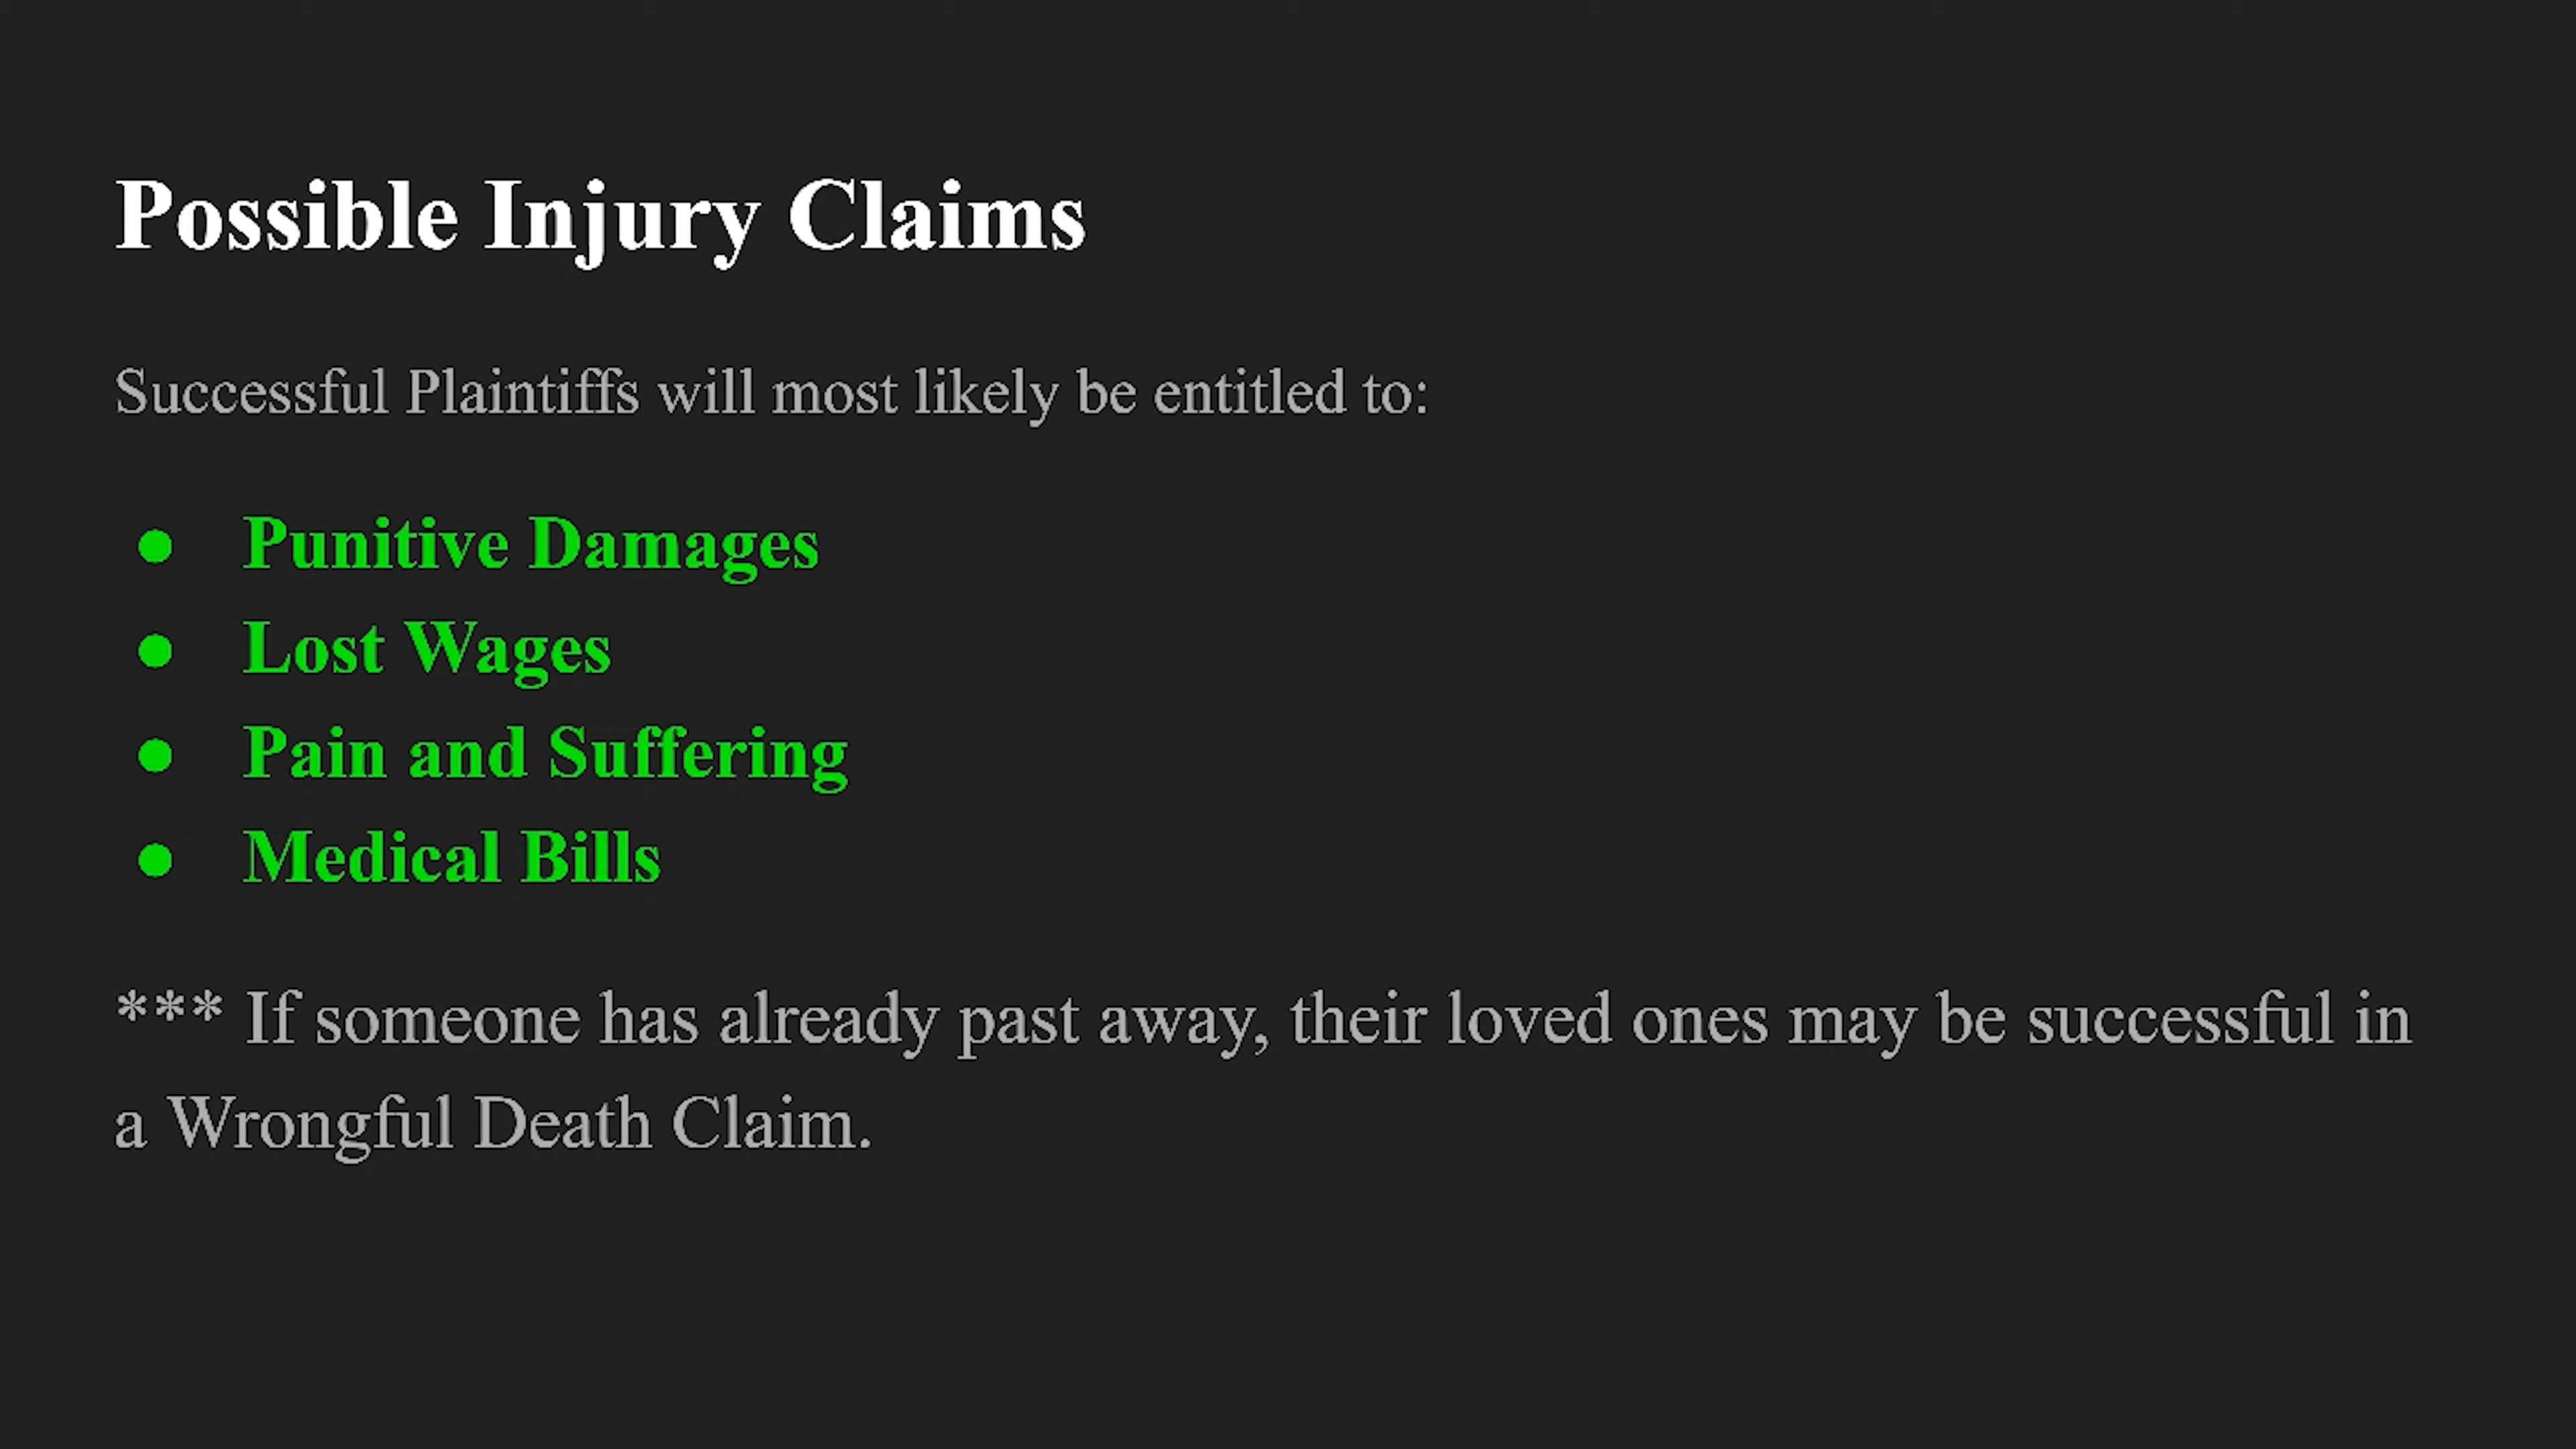 Possible Injury Claims
Successful Plaintiffs will most likely be entitled to:
● Punitive Damages
● Lost Wages
● Pain and Suffering
● Medical Bills
*** If someone has already past away, their loved ones may be successful in
a Wrongful Death Claim.